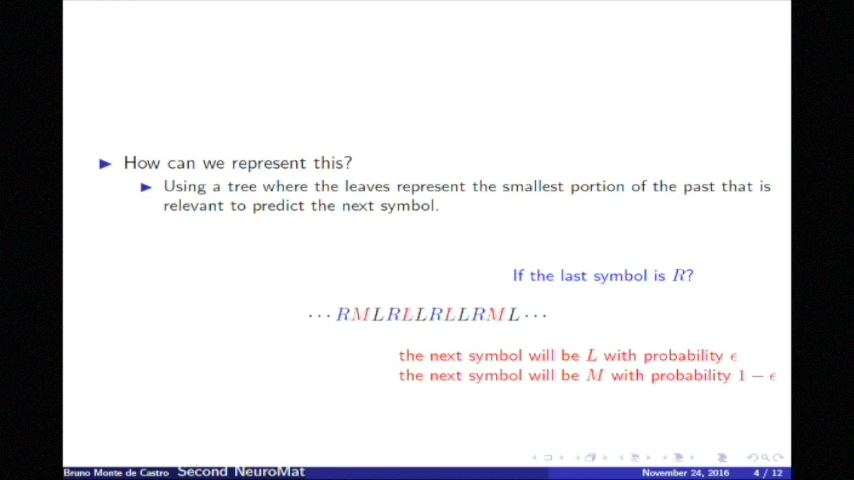 How can we represent this?
Using a tree where the leaves represent the smallest portion of the past that is
relevant to predict the next symbol.
If the last symbol is R?
··· RMLRLLRLLRML ···
the next symbol will be L with probability ϵ
the next symbol will be M with probability 1 − ϵ
Bruno Monte de Castro Second NeuroMat November 24, 2016 4 / 12